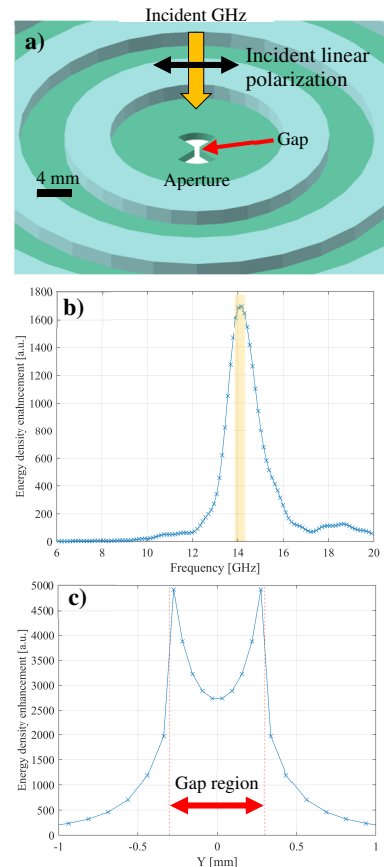 Incident GHz
a)
Incident linear
polarization
Gap
4 mm
Aperture
b)
Energy density enahncement [a.u.]
1800
1600
1400
1200
1000
800
600
400
200
0
6 8 10 12 14 16 18 20
Frequency [GHz]
c)
Energy density enhancement [a.u.]
5000
4500
4000
3500
3000
2500
2000
1500
1000
500
0
Gap region
-1 -0.5 0 0.5 1
Y [mm]